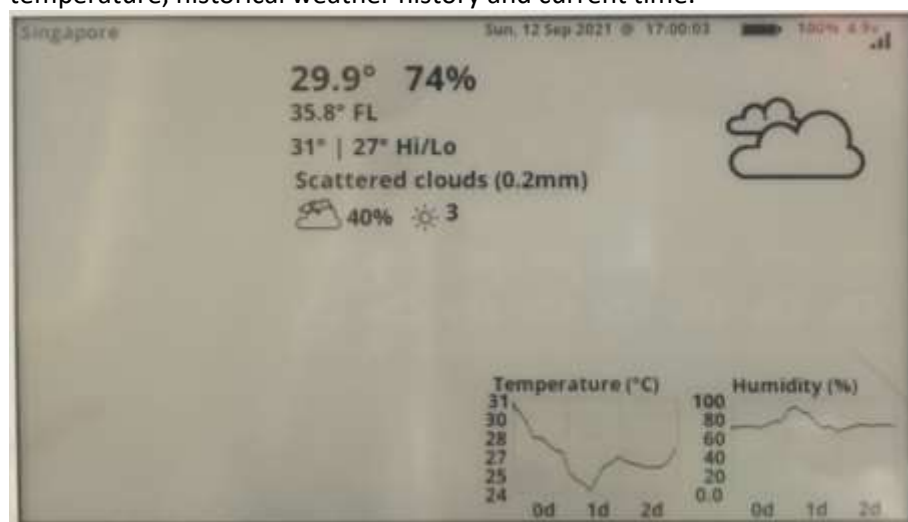 temperature, historical weather history and current time.
Singapore
Sun, 12 Sep 2021 @ 17:00:03
100%
29.9° 74%
35.8° FL
31° | 27° Hi/Lo
Scattered clouds (0.2mm)
40% 3
Temperature (°C)
31
30
28
27
25
24
0d 1d 2d
Humidity (%)
100
80
60
40
20
0.0
0d 1d 2d